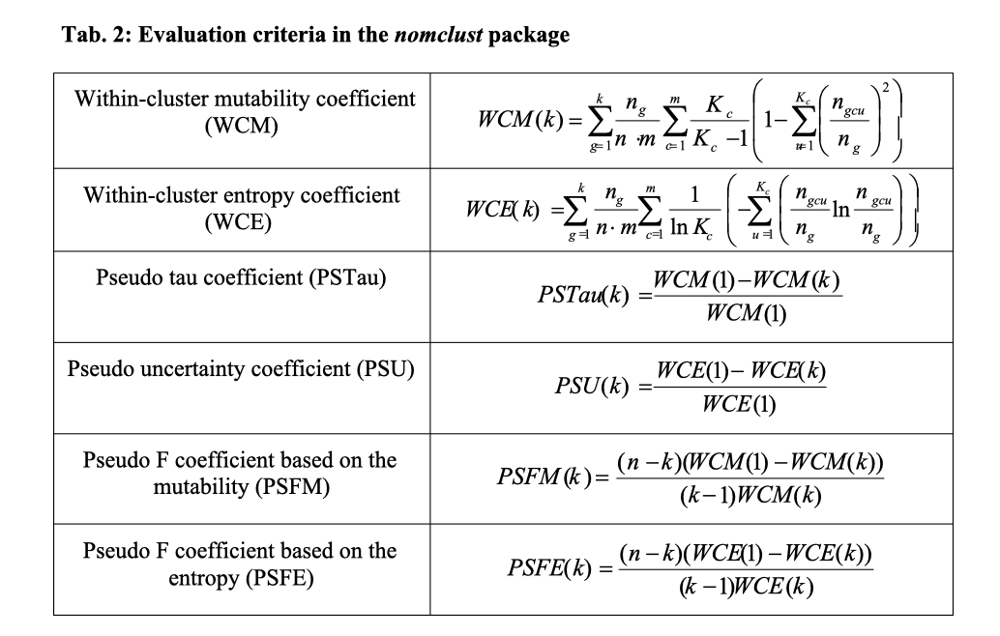 Tab. 2: Evaluation criteria in the nomclust package
Within-cluster mutability coefficient
(WCM)
WCM(k) = \sum_{g=1}^{k} \frac{n_g}{n \cdot m} \sum_{c=1}^{m} \frac{K_c}{K_c - 1} \left( 1 - \sum_{u=1}^{K_c} \left( \frac{n_{gcu}}{n_g} \right)^2 \right)
Within-cluster entropy coefficient
(WCE)
WCE(k) = \sum_{g=1}^{k} \frac{n_g}{n \cdot m} \sum_{c=1}^{m} \frac{1}{\ln K_c} \left( - \sum_{u=1}^{K_c} \left( \frac{n_{gcu}}{n_g} \ln \frac{n_{gcu}}{n_g} \right) \right)
Pseudo tau coefficient (PSTau)
PSTau(k) = \frac{WCM(1) - WCM(k)}{WCM(1)}
Pseudo uncertainty coefficient (PSU)
PSU(k) = \frac{WCE(1) - WCE(k)}{WCE(1)}
Pseudo F coefficient based on the
mutability (PSFM)
PSFM(k) = \frac{(n - k)(WCM(1) - WCM(k))}{(k - 1)WCM(k)}
Pseudo F coefficient based on the
entropy (PSFE)
PSFE(k) = \frac{(n - k)(WCE(1) - WCE(k))}{(k - 1)WCE(k)}